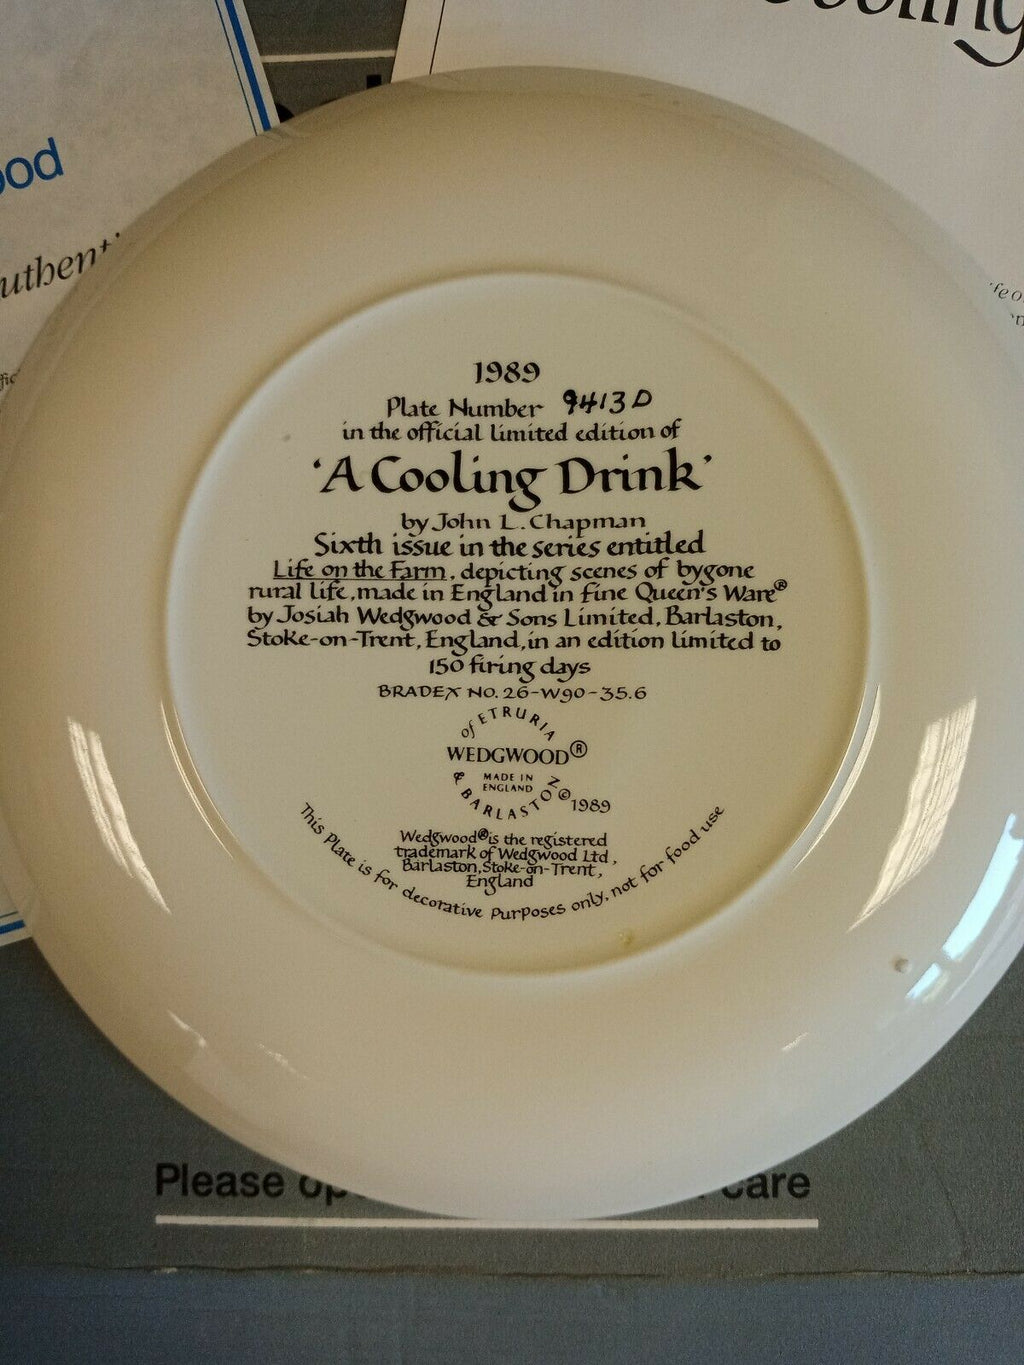 Cooling
ood
1989
Plate Number 9413D
in the official limited edition of
'A Cooling Drink'
by John L. Chapman
Sixth issue in the series entitled
Life on the Farm, depicting scenes of bygone
rural life, made in England in fine Queen's Ware®
by Josiah Wedgwood & Sons Limited, Barlaston,
Stoke-on-Trent, England, in an edition limited to
150 firing days
BRADEX NO. 26-W90-35.6
of ETRURIA
WEDGWOOD®
MADE IN
ENGLAND
& BARLASTON
©1989
Wedgwood® is the registered
trademark of Wedgwood Ltd,
Barlaston, Stoke-on-Trent,
England
This Plate is for decorative purposes only, not for food use
Please op
care